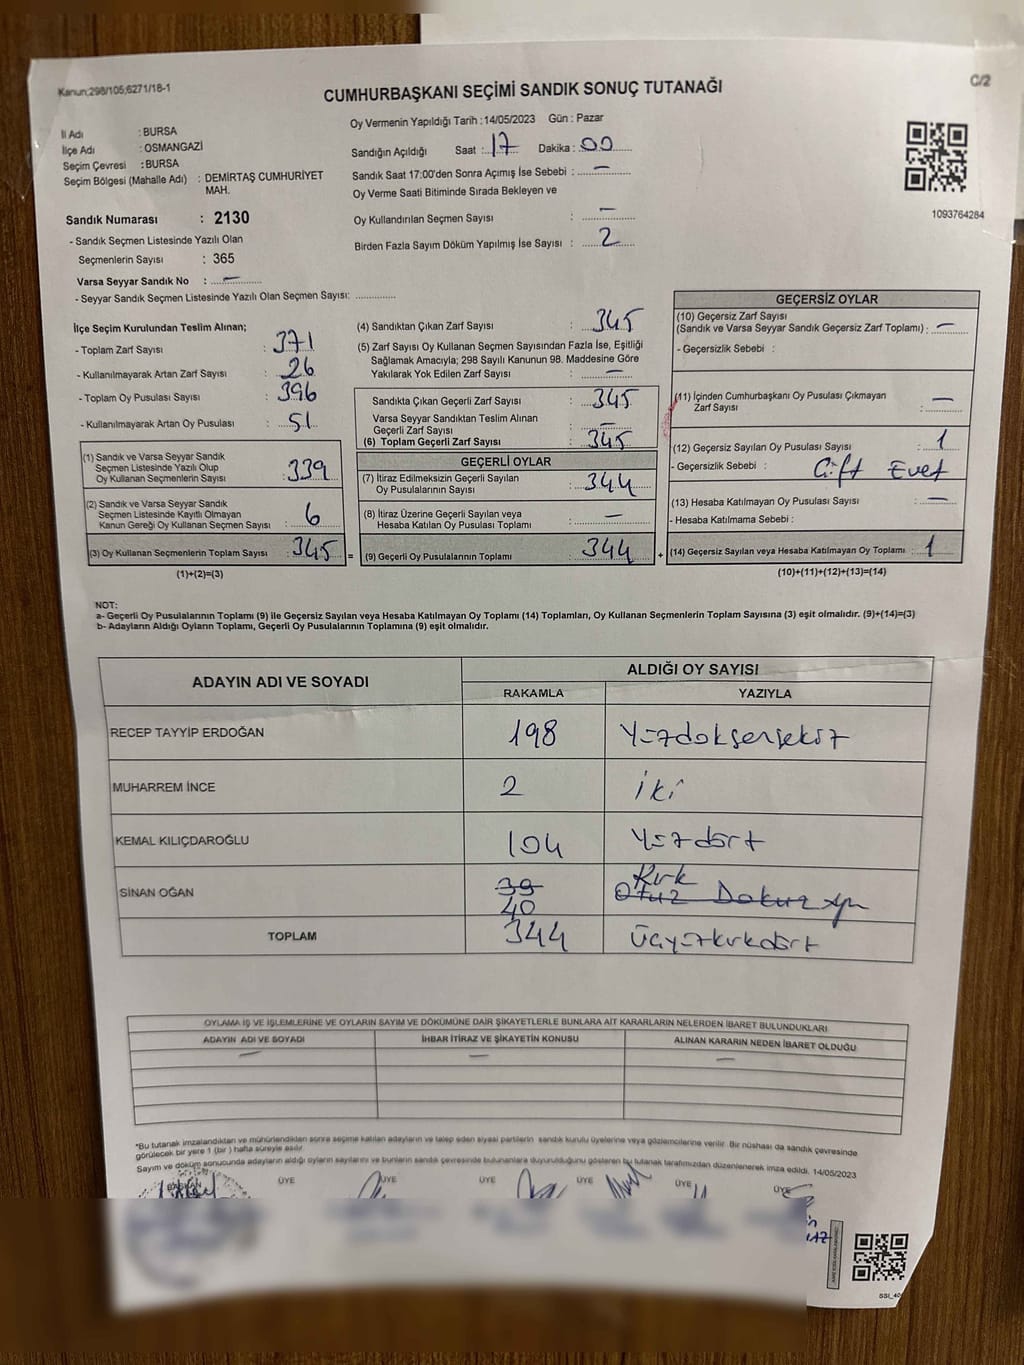 Kanun;298/105;6271/18-1
C/2
CUMHURBAŞKANI SEÇİMİ SANDIK SONUÇ TUTANAĞI
İl Adı : BURSA
İlçe Adı : OSMANGAZİ
Seçim Çevresi : BURSA
Seçim Bölgesi (Mahalle Adı) : DEMİRTAŞ CUMHURİYET
MAH.
Sandık Numarası : 2130
- Sandık Seçmen Listesinde Yazılı Olan
Seçmenlerin Sayısı : 365
Varsa Seyyar Sandık No : –
- Seyyar Sandık Seçmen Listesinde Yazılı Olan Seçmen Sayısı: ............
Oy Vermenin Yapıldığı Tarih : 14/05/2023 Gün : Pazar
Sandığın Açıldığı Saat : 17 Dakika : 00
Sandık Saat 17:00'den Sonra Açımış İse Sebebi : –
Oy Verme Saati Bitiminde Sırada Bekleyen ve
Oy Kullandırılan Seçmen Sayısı : –
Birden Fazla Sayım Döküm Yapılmış İse Sayısı : 2
1093764284
İlçe Seçim Kurulundan Teslim Alınan;
- Toplam Zarf Sayısı : 371
- Kullanılmayarak Artan Zarf Sayısı : 26
- Toplam Oy Pusulası Sayısı : 396
- Kullanılmayarak Artan Oy Pusulası : 51
(1) Sandık ve Varsa Seyyar Sandık
Seçmen Listesinde Yazılı Olup
Oy Kullanan Seçmenlerin Sayısı : 339
(2) Sandık ve Varsa Seyyar Sandık
Seçmen Listesinde Kayıtlı Olmayan
Kanun Gereği Oy Kullanan Seçmen Sayısı : 6
(3) Oy Kullanan Seçmenlerin Toplam Sayısı : 345 =
(1)+(2)=(3)
(4) Sandıktan Çıkan Zarf Sayısı : 345
(5) Zarf Sayısı Oy Kullanan Seçmen Sayısından Fazla İse, Eşitliği
Sağlamak Amacıyla; 298 Sayılı Kanunun 98. Maddesine Göre
Yakılarak Yok Edilen Zarf Sayısı : –
Sandıkta Çıkan Geçerli Zarf Sayısı : 345
Varsa Seyyar Sandıktan Teslim Alınan
Geçerli Zarf Sayısı : –
(6) Toplam Geçerli Zarf Sayısı : 345
GEÇERLİ OYLAR
(7) İtiraz Edilmeksizin Geçerli Sayılan
Oy Pusulalarının Sayısı : 344
(8) İtiraz Üzerine Geçerli Sayılan veya
Hesaba Katılan Oy Pusulası Toplamı : –
(9) Geçerli Oy Pusulalarının Toplamı : 344 +
GEÇERSİZ OYLAR
(10) Geçersiz Zarf Sayısı
(Sandık ve Varsa Seyyar Sandık Geçersiz Zarf Toplamı) : –
- Geçersizlik Sebebi :
(11) İçinden Cumhurbaşkanı Oy Pusulası Çıkmayan
Zarf Sayısı : –
(12) Geçersiz Sayılan Oy Pusulası Sayısı : 1
- Geçersizlik Sebebi : Çift Evet
(13) Hesaba Katılmayan Oy Pusulası Sayısı : –
- Hesaba Katılmama Sebebi :
(14) Geçersiz Sayılan veya Hesaba Katılmayan Oy Toplamı : 1
(10)+(11)+(12)+(13)=(14)
NOT:
a- Geçerli Oy Pusulalarının Toplamı (9) ile Geçersiz Sayılan veya Hesaba Katılmayan Oy Toplamı (14) Toplamları, Oy Kullanan Seçmenlerin Toplam Sayısına (3) eşit olmalıdır. (9)+(14)=(3)
b- Adayların Aldığı Oyların Toplamı, Geçerli Oy Pusulalarının Toplamına (9) eşit olmalıdır.
ADAYIN ADI VE SOYADI
ALDIĞI OY SAYISI
RAKAMLA YAZIYLA
RECEP TAYYİP ERDOĞAN 198 Yüzdoksensekiz
MUHARREM İNCE 2 iki
KEMAL KILIÇDAROĞLU 104 Yüzdört
SİNAN OĞAN 39 40 Kırk Otuz Dokuz
TOPLAM 344 Üçyüzkırkdört
OYLAMA İŞ VE İŞLEMLERİNE VE OYLARIN SAYIM VE DÖKÜMÜNE DAİR ŞİKAYETLERLE BUNLARA AİT KARARLARIN NELERDEN İBARET BULUNDUKLARI
ADAYIN ADI VE SOYADI İHBAR İTİRAZ VE ŞİKAYETİN KONUSU ALINAN KARARIN NEDEN İBARET OLDUĞU
– – –
*Bu tutanak imzalandıktan ve mühürlendikten sonra seçime katılan adayların ve talep eden siyasi partilerin sandık kurulu üyelerine veya gözlemcilerine verilir. Bir nüshası da sandık çevresinde
görülecek bir yere 1 (bir ) hafta süreyle asılır.
Sayım ve döküm sonucunda adayların aldığı oyların sayılarını ve bunların sandık çevresinde bulunanlara duyurulduğunu gösteren bu tutanak tarafımızdan düzenlenerek imza edildi. 14/05/2023
BAŞKAN ÜYE ÜYE ÜYE ÜYE ÜYE ÜYE